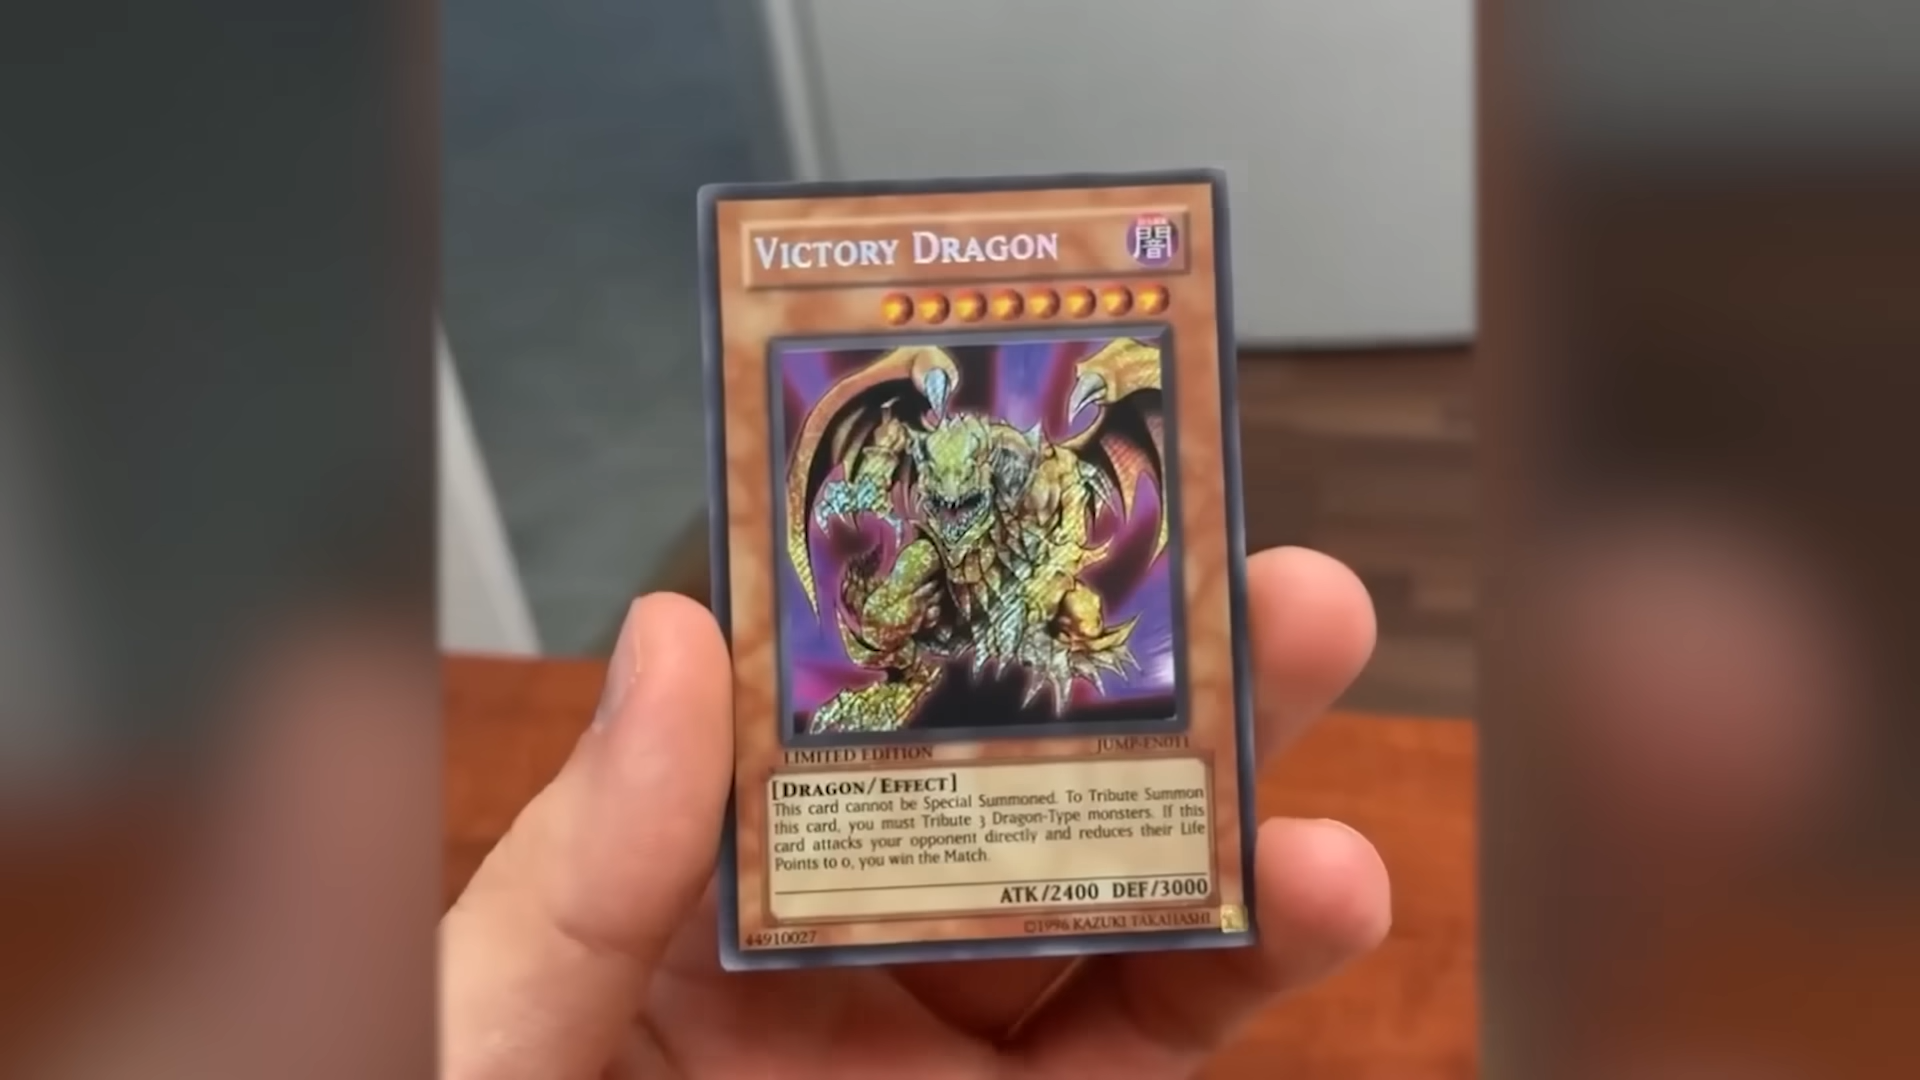 VICTORY DRAGON
闇
LIMITED EDITION
JUMP-EN011
[DRAGON/EFFECT]
This card cannot be Special Summoned. To Tribute Summon
this card, you must Tribute 3 Dragon-Type monsters. If this
card attacks your opponent directly and reduces their Life
Points to 0, you win the Match.
ATK/2400 DEF/3000
44910027
©1996 KAZUKI TAKAHASHI